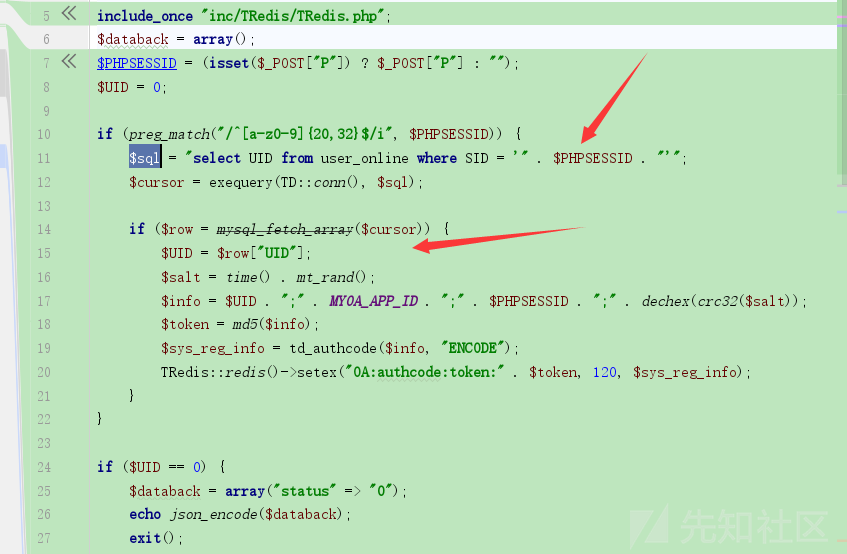 5 include_once "inc/TRedis/TRedis.php";
6 $databack = array();
7 $PHPSESSID = (isset($_POST["P"]) ? $_POST["P"] : "");
8 $UID = 0;
9
10 if (preg_match("/^[a-z0-9]{20,32}$/i", $PHPSESSID)) {
11 $sql = "select UID from user_online where SID = '" . $PHPSESSID . "'";
12 $cursor = exequery(TD::conn(), $sql);
13
14 if ($row = mysql_fetch_array($cursor)) {
15 $UID = $row["UID"];
16 $salt = time() . mt_rand();
17 $info = $UID . ";" . MYOA_APP_ID . ";" . $PHPSESSID . ";" . dechex(crc32($salt));
18 $token = md5($info);
19 $sys_reg_info = td_authcode($info, "ENCODE");
20 TRedis::redis()->setex("OA:authcode:token:" . $token, 120, $sys_reg_info);
21 }
22 }
23
24 if ($UID == 0) {
25 $databack = array("status" => "0");
26 echo json_encode($databack);
27 exit();
先知社区